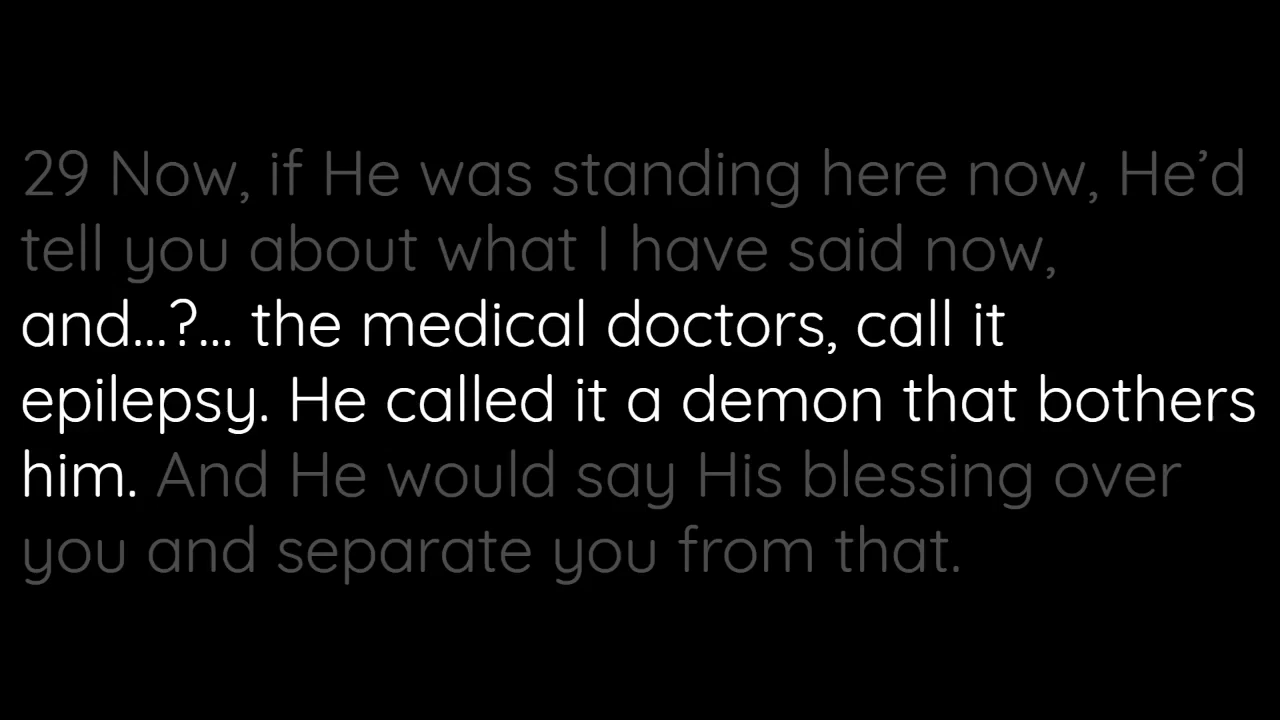 29 Now, if He was standing here now, He’d
tell you about what I have said now,
and...?... the medical doctors, call it
epilepsy. He called it a demon that bothers
him. And He would say His blessing over
you and separate you from that.